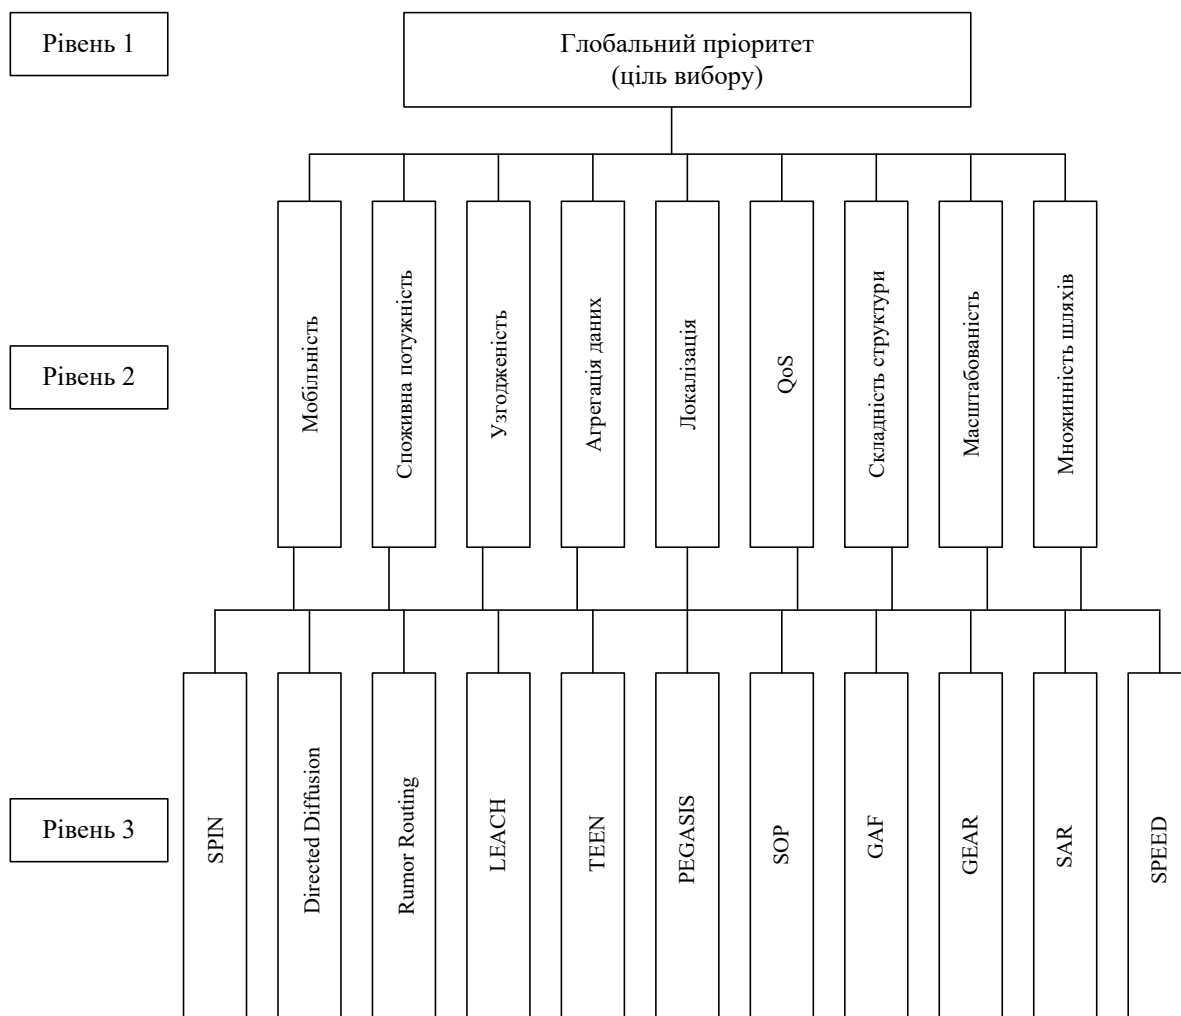 Рівень 1
Глобальний пріоритет
(ціль вибору)
Рівень 2
Мобільність
Споживна потужність
Узгодженість
Агрегація даних
Локалізація
QoS
Складність структури
Масштабованість
Множинність шляхів
Рівень 3
SPIN
Directed Diffusion
Rumor Routing
LEACH
TEEN
PEGASIS
SOP
GAF
GEAR
SAR
SPEED